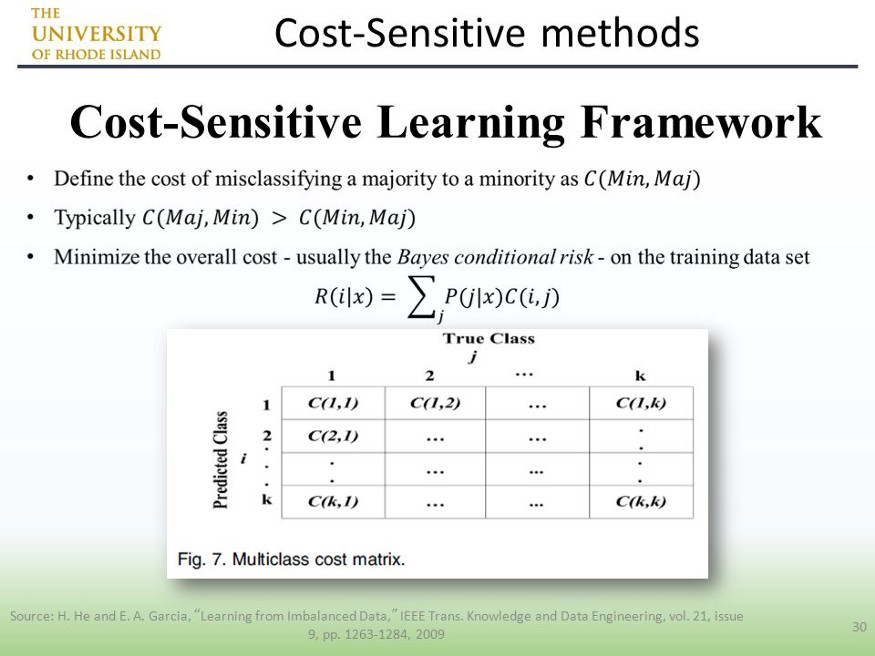 THE
UNIVERSITY
OF RHODE ISLAND
Cost-Sensitive methods
Cost-Sensitive Learning Framework
• Define the cost of misclassifying a majority to a minority as C(Min, Maj)
• Typically C(Maj, Min) > C(Min, Maj)
• Minimize the overall cost - usually the Bayes conditional risk - on the training data set
R(i|x) = ∑j P(j|x)C(i, j)
True Class
j
1 2 ... k
Predicted Class
i
1 C(1,1) C(1,2) ... C(1,k)
2 C(2,1) ... ... :
: : ... ... :
k C(k,1) ... ... C(k,k)
Fig. 7. Multiclass cost matrix.
Source: H. He and E. A. Garcia, “Learning from Imbalanced Data,” IEEE Trans. Knowledge and Data Engineering, vol. 21, issue
9, pp. 1263-1284, 2009
30